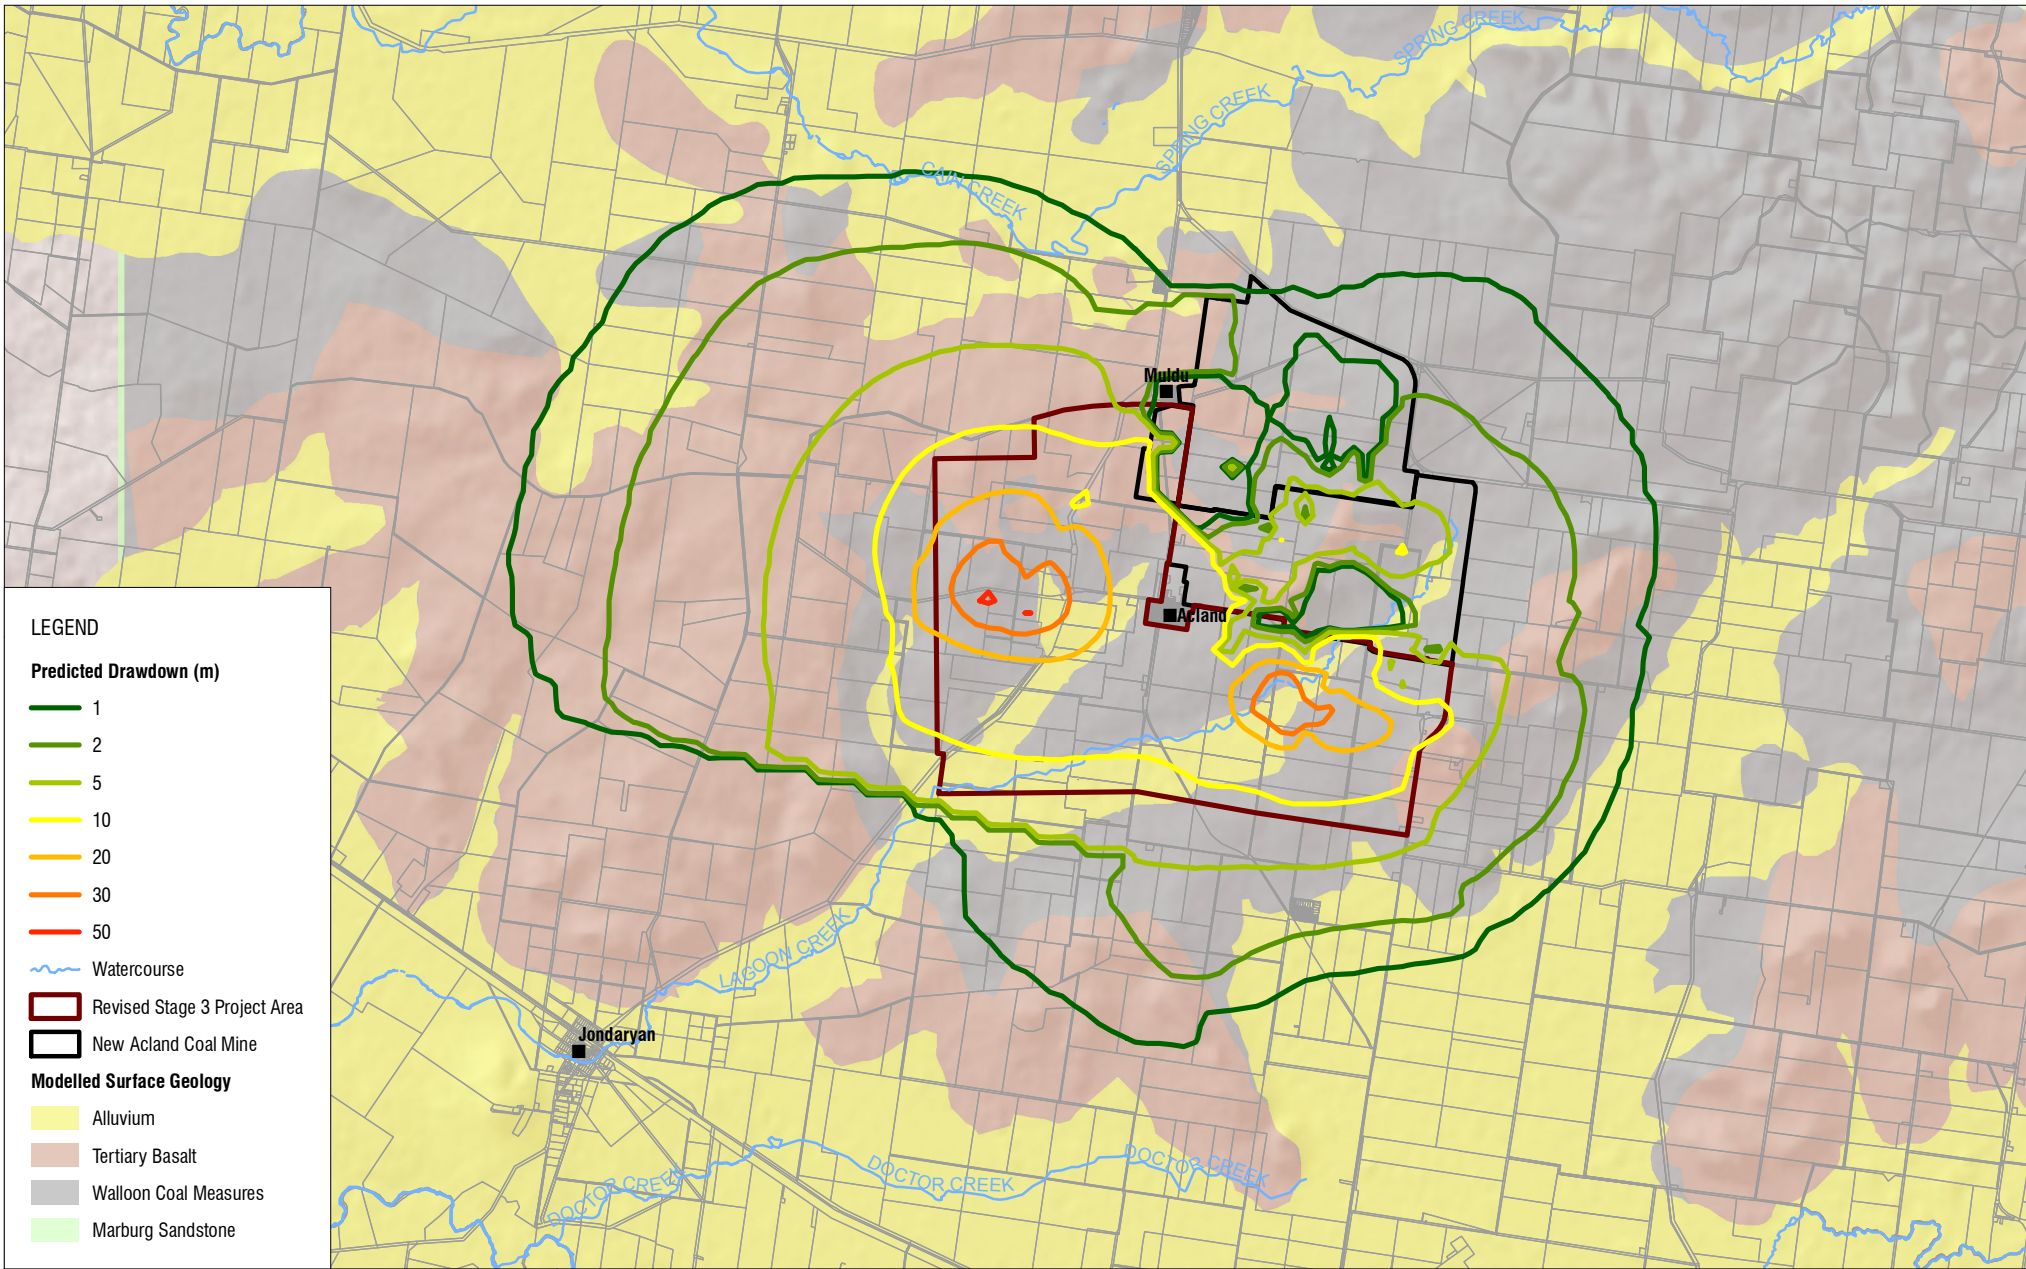 SPRING CREEK
SPRING CREEK
CAIN CREEK
Muldu
Acland
LAGOON CREEK
Jondaryan
DOCTOR CREEK
DOCTOR CREEK
DOCTOR CREEK
LEGEND
Predicted Drawdown (m)
1
2
5
10
20
30
50
Watercourse
Revised Stage 3 Project Area
New Acland Coal Mine
Modelled Surface Geology
Alluvium
Tertiary Basalt
Walloon Coal Measures
Marburg Sandstone